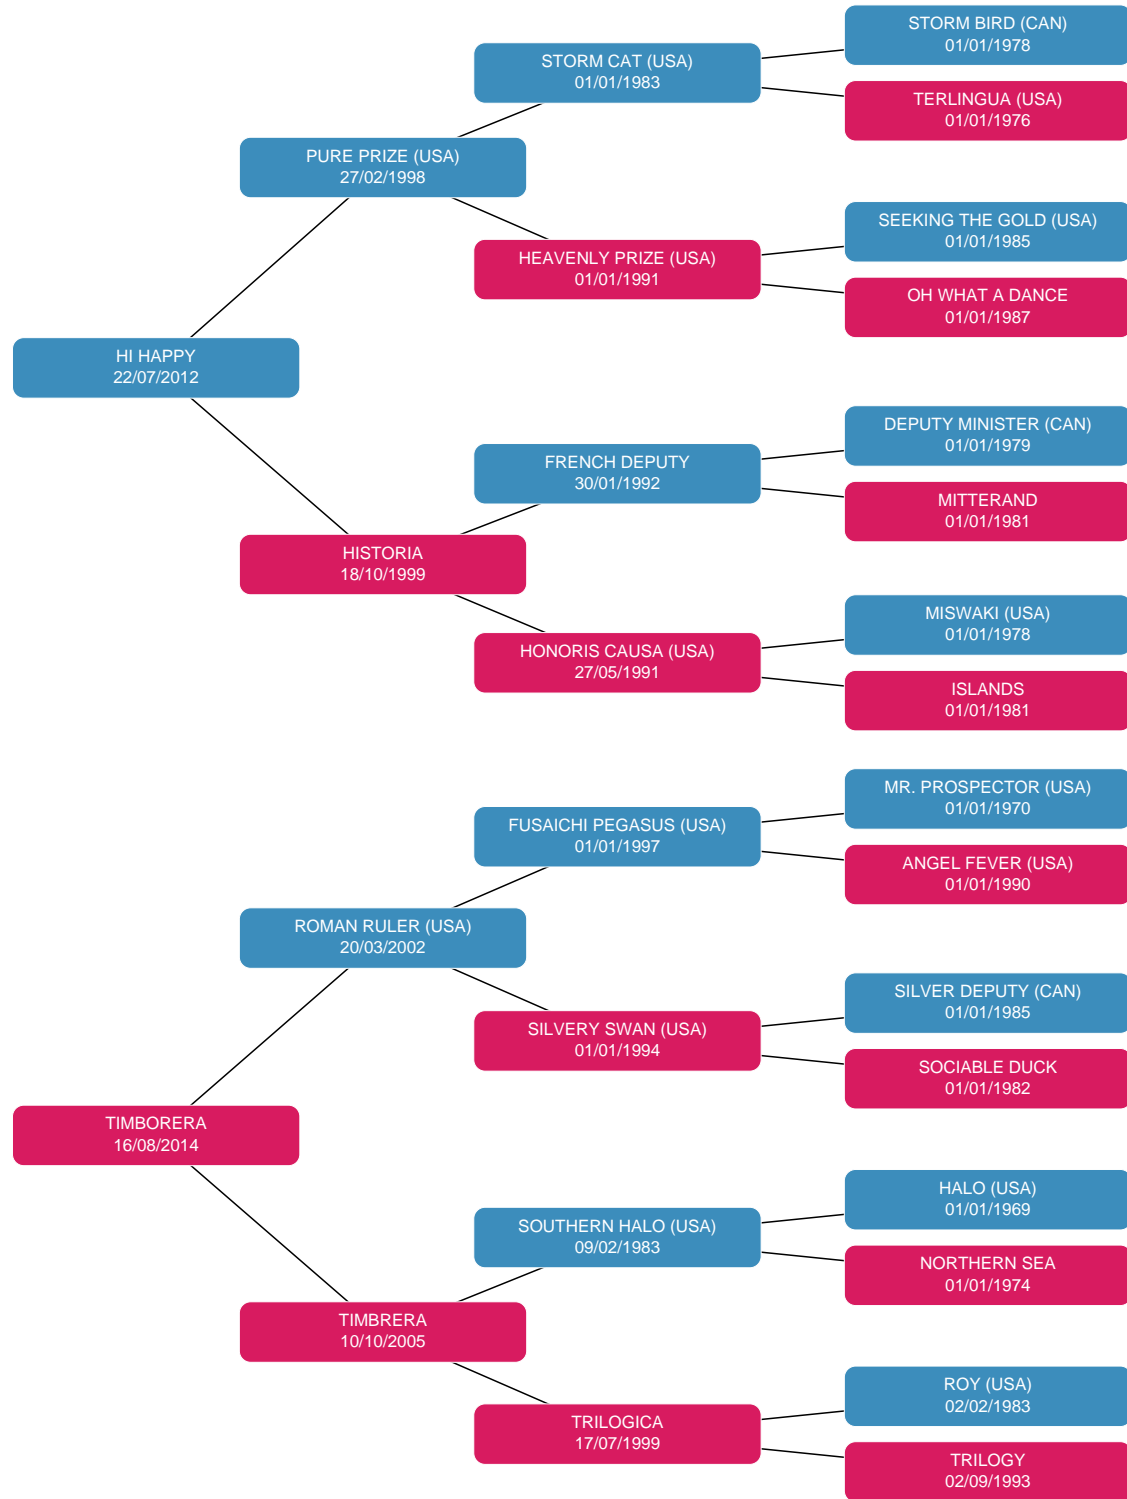 STORM BIRD (CAN)
01/01/1978
STORM CAT (USA)
01/01/1983
TERLINGUA (USA)
01/01/1976
PURE PRIZE (USA)
27/02/1998
SEEKING THE GOLD (USA)
01/01/1985
HEAVENLY PRIZE (USA)
01/01/1991
OH WHAT A DANCE
01/01/1987
HI HAPPY
22/07/2012
DEPUTY MINISTER (CAN)
01/01/1979
FRENCH DEPUTY
30/01/1992
MITTERAND
01/01/1981
HISTORIA
18/10/1999
MISWAKI (USA)
01/01/1978
HONORIS CAUSA (USA)
27/05/1991
ISLANDS
01/01/1981
MR. PROSPECTOR (USA)
01/01/1970
FUSAICHI PEGASUS (USA)
01/01/1997
ANGEL FEVER (USA)
01/01/1990
ROMAN RULER (USA)
20/03/2002
SILVER DEPUTY (CAN)
01/01/1985
SILVERY SWAN (USA)
01/01/1994
SOCIABLE DUCK
01/01/1982
TIMBORERA
16/08/2014
HALO (USA)
01/01/1969
SOUTHERN HALO (USA)
09/02/1983
NORTHERN SEA
01/01/1974
TIMBRERA
10/10/2005
ROY (USA)
02/02/1983
TRILOGICA
17/07/1999
TRILOGY
02/09/1993